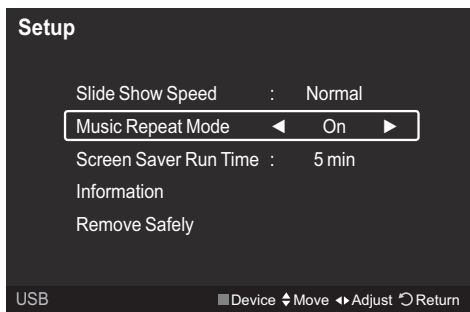 Setup
Slide Show Speed : Normal
Music Repeat Mode ◄ On ►
Screen Saver Run Time : 5 min
Information
Remove Safely
USB Device Move Adjust Return